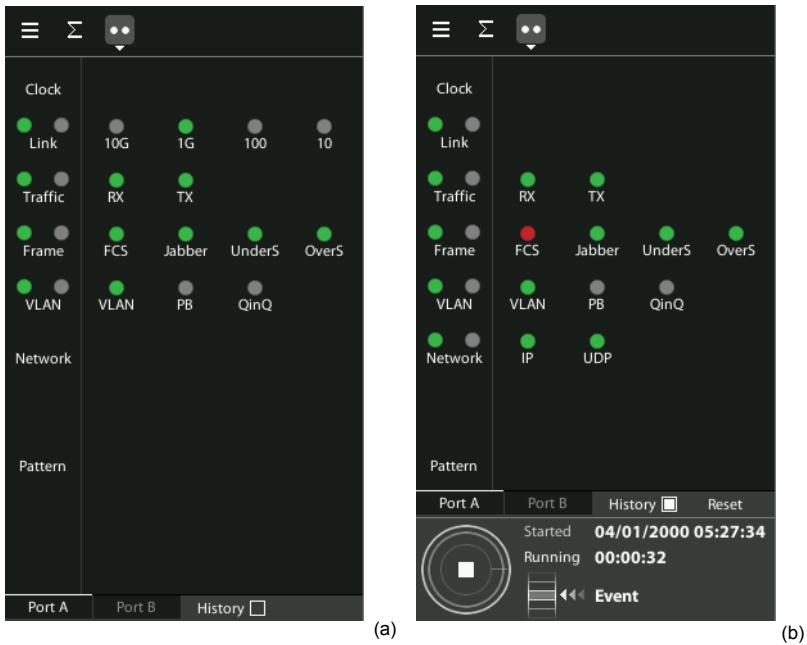 Σ
Clock
Link 10G 1G 100 10
Traffic RX TX
Frame FCS Jabber UnderS OverS
VLAN VLAN PB QinQ
Network
Pattern
Port A Port B History
(a)
Σ
Clock
Link
Traffic RX TX
Frame FCS Jabber UnderS OverS
VLAN VLAN PB QinQ
Network IP UDP
Pattern
Port A Port B History Reset
Started 04/01/2000 05:27:34
Running 00:00:32
Event
(b)